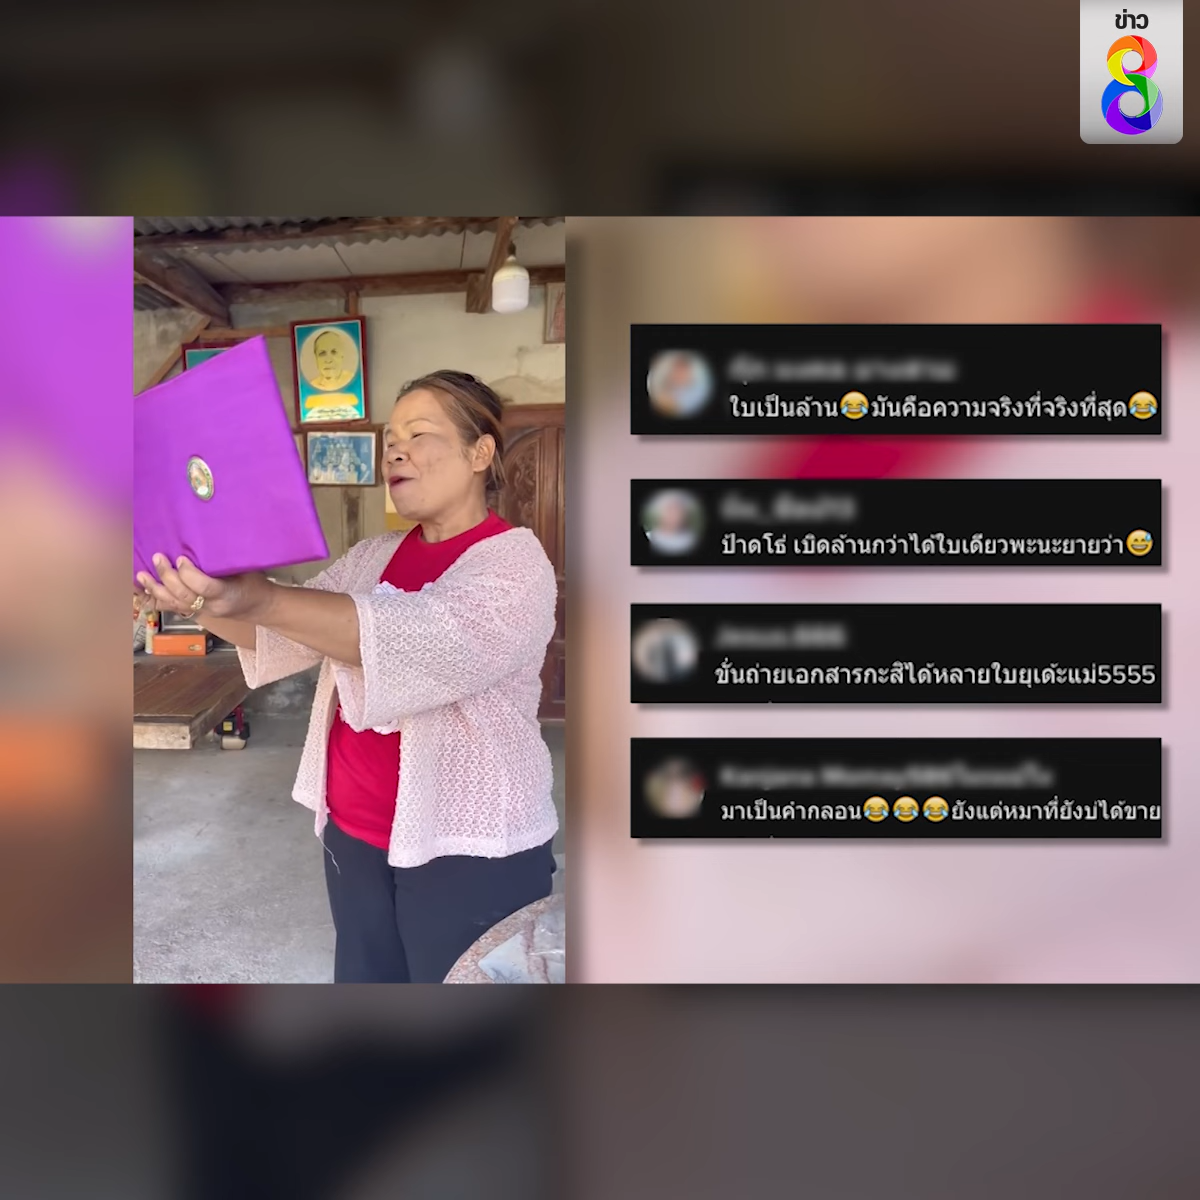 ข่าว
8
ใบเป็นล้าน😂มันคือความจริงที่จริงที่สุด😂
ป้าดโธ่ เบิดล้านกว่าได้ใบเดียวพะนะยายว่า😅
ขั่นถ่ายเอกสารกะสิได้หลายใบยุเด้ะแม่5555
มาเป็นคำกลอน😂😂😂ยังแต่หมาที่ยังบ่ได้ขาย